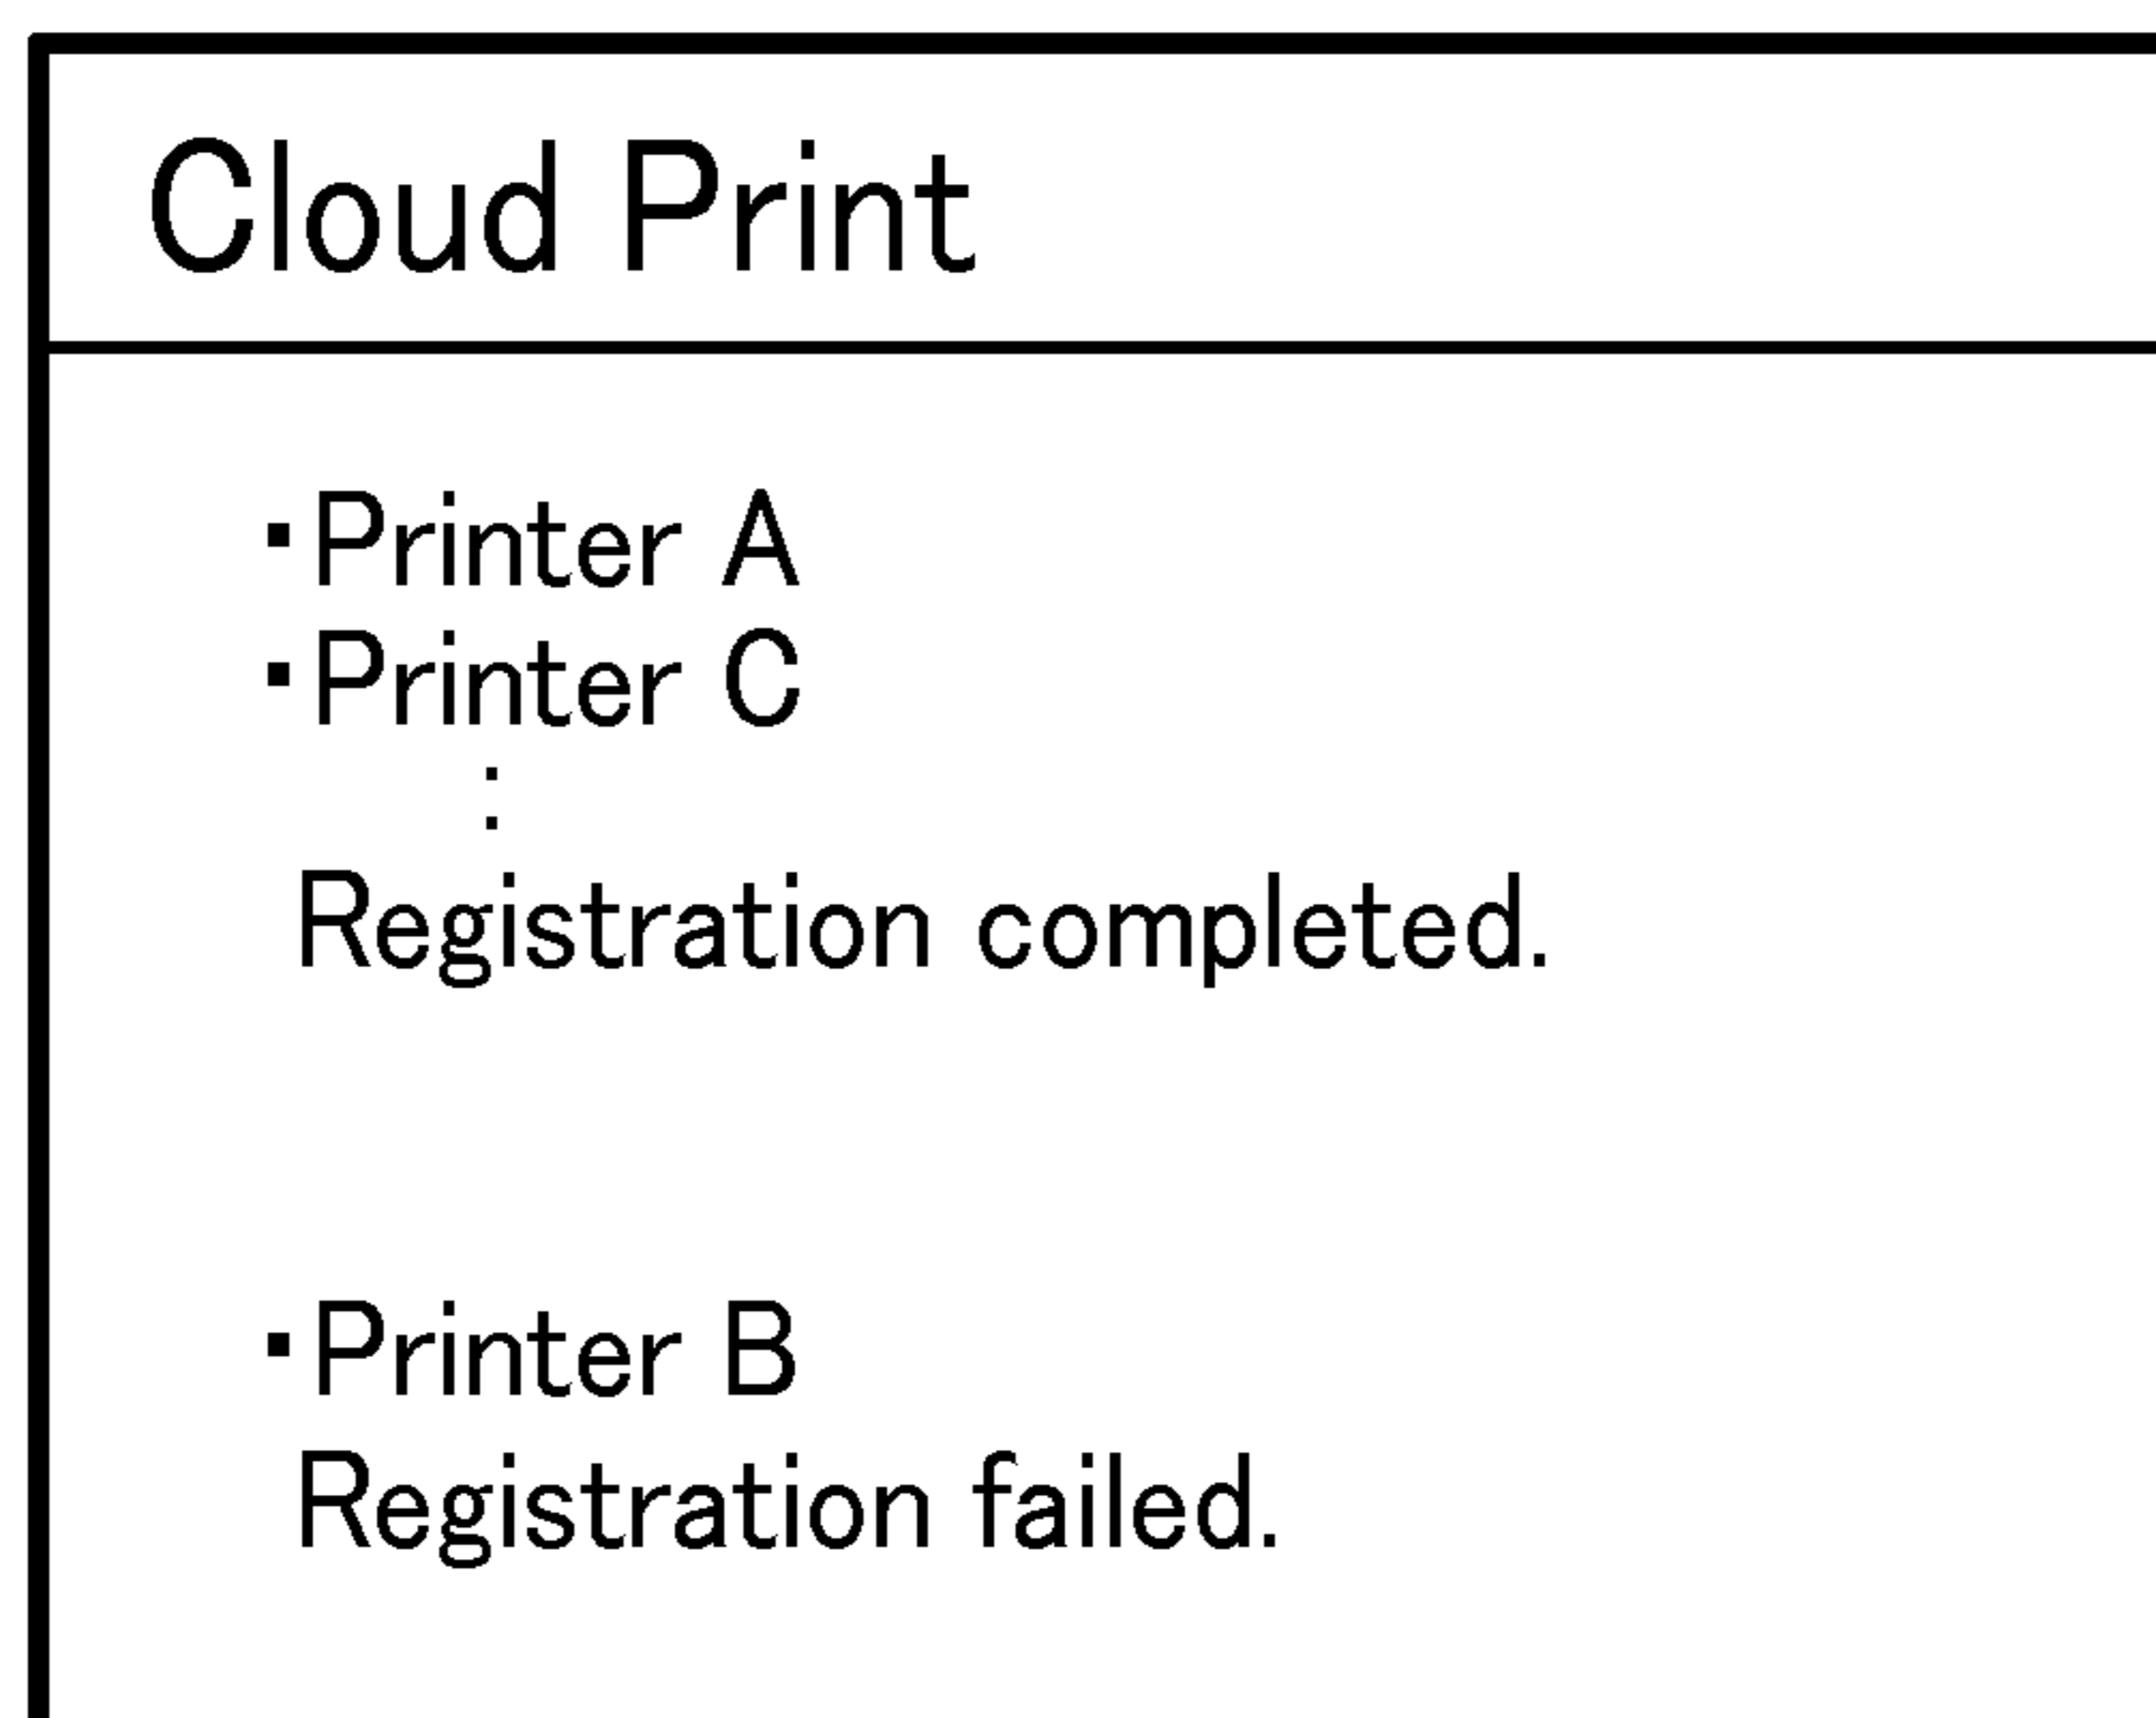 Cloud Print
・Printer A
・Printer C
:
Registration completed.
・Printer B
Registration failed.